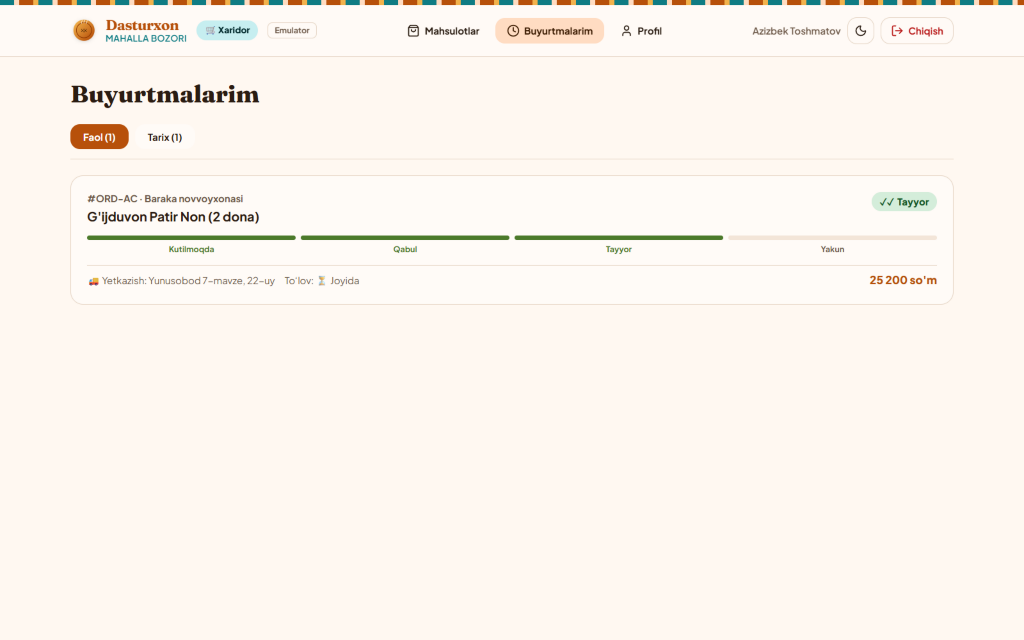 Dasturxon
MAHALLA BOZORI
Xaridor
Emulator
Mahsulotlar
Buyurtmalarim
Profil
Azizbek Toshmatov
Chiqish
Buyurtmalarim
Faol (1)
Tarix (1)
#ORD-AC · Baraka novvoyxonasi
G'ijduvon Patir Non (2 dona)
✓✓ Tayyor
Kutilmoqda
Qabul
Tayyor
Yakun
🚚 Yetkazish: Yunusobod 7-mavze, 22-uy To'lov: ⏳ Joyida
25 200 so'm